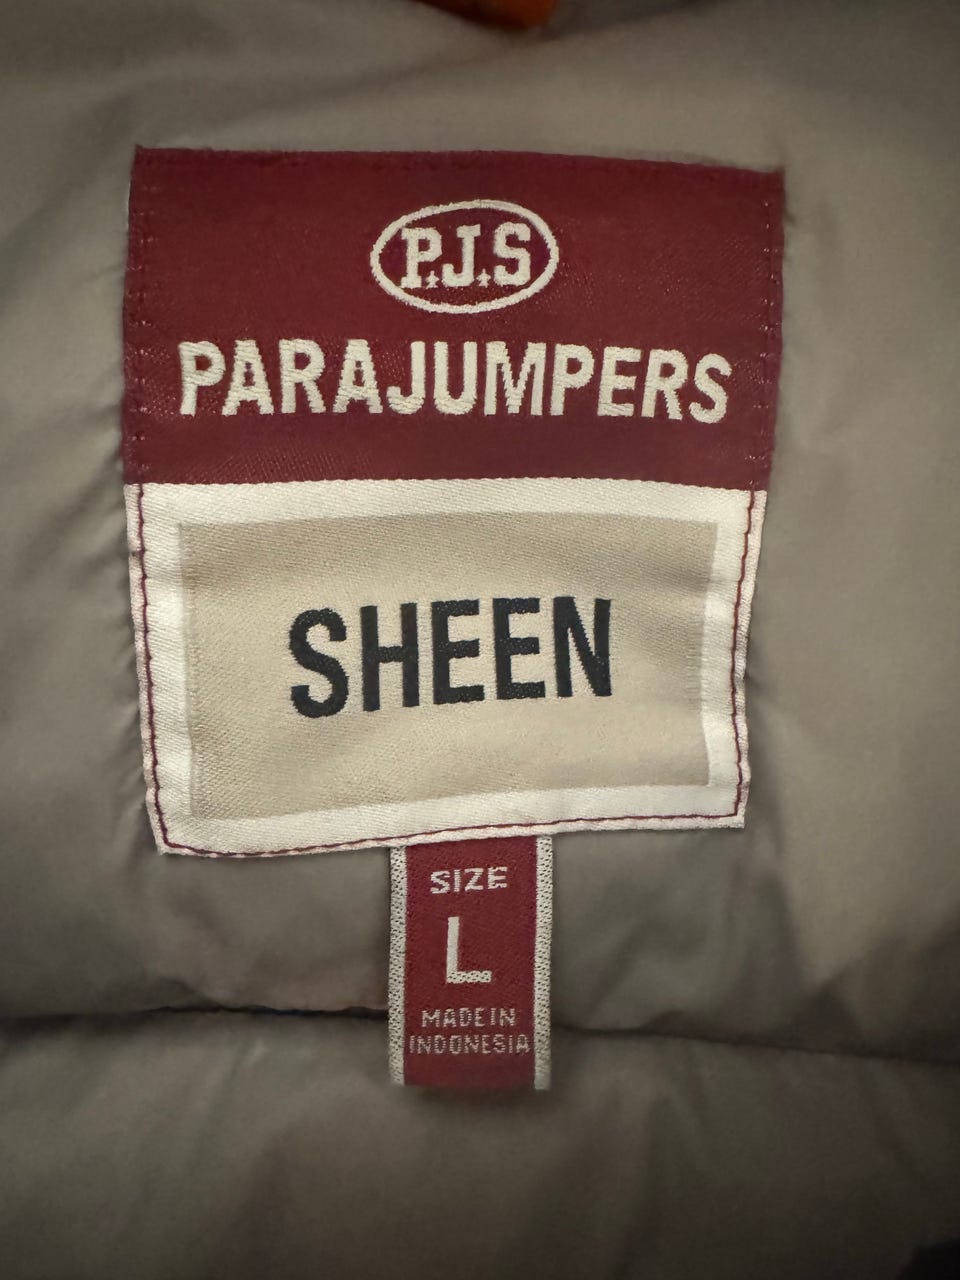 P.J.S
PARAJUMPERS
SHEEN
SIZE
L
MADE IN
INDONESIA